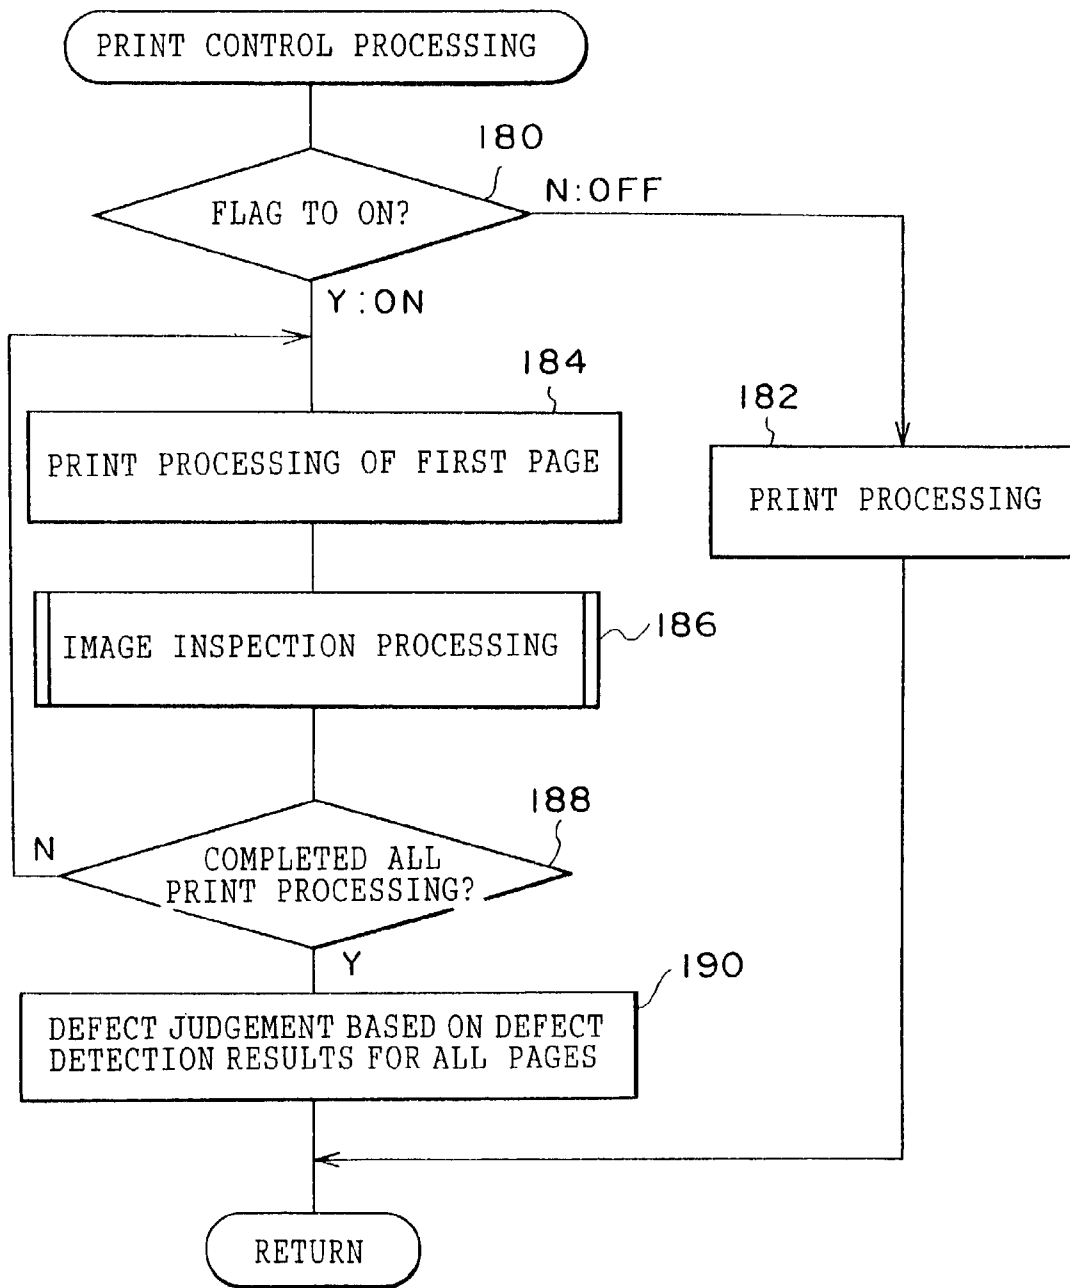 PRINT CONTROL PROCESSING
180
FLAG TO ON?
N:OFF
Y:ON
184
PRINT PROCESSING OF FIRST PAGE
182
PRINT PROCESSING
IMAGE INSPECTION PROCESSING
186
188
N
COMPLETED ALL
PRINT PROCESSING?
Y
190
DEFECT JUDGEMENT BASED ON DEFECT
DETECTION RESULTS FOR ALL PAGES
RETURN